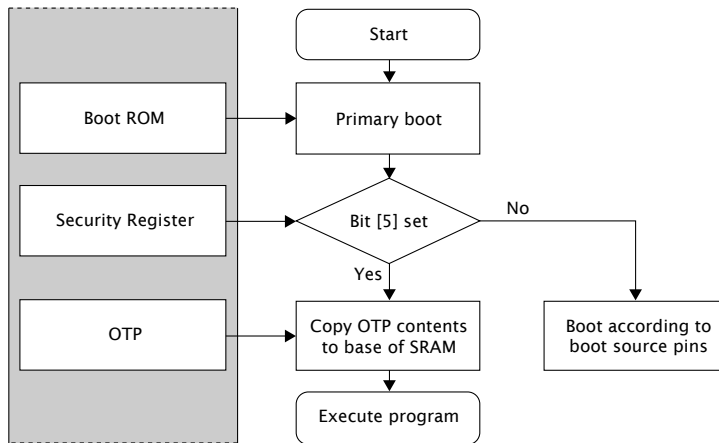 Start
Boot ROM
Primary boot
Security Register
Bit [5] set
No
Yes
OTP
Copy OTP contents
to base of SRAM
Boot according to
boot source pins
Execute program